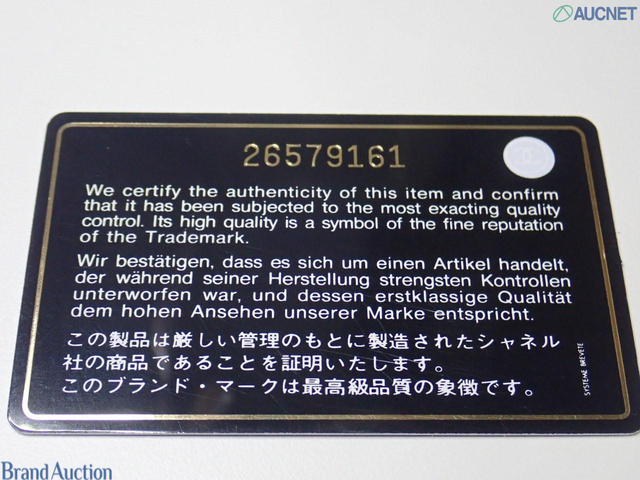 AUCNET
26579161
We certify the authenticity of this item and confirm
that it has been subjected to the most exacting quality
control. Its high quality is a symbol of the fine reputation
of the Trademark.
Wir bestätigen, dass es sich um einen Artikel handelt,
der während seiner Herstellung strengsten Kontrollen
unterworfen war, und dessen erstklassige Qualität
dem hohen Ansehen unserer Marke entspricht.
この製品は厳しい管理のもとに製造されたシャネル
社の商品であることを証明いたします。
このブランド・マークは最高級品質の象徴です。
SYSTEME BREVETE
Brand Auction